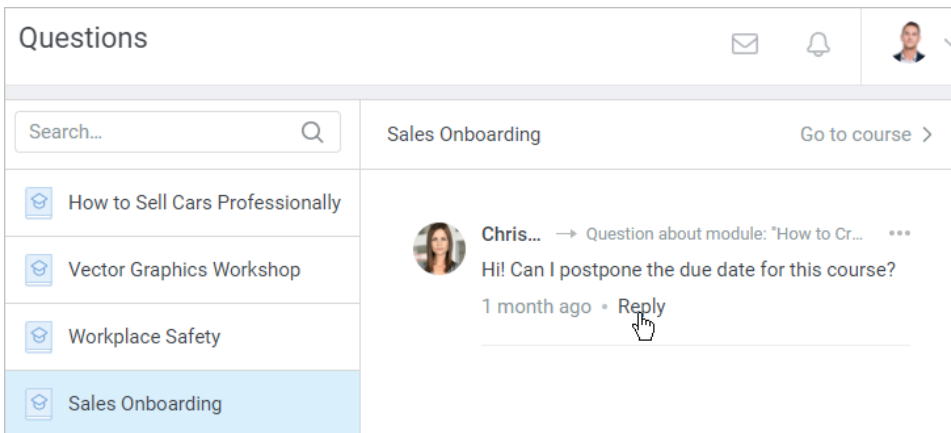 Questions
Search...
Sales Onboarding
Go to course
How to Sell Cars Professionally
Vector Graphics Workshop
Workplace Safety
Sales Onboarding
Chris... → Question about module: "How to Cr...
Hi! Can I postpone the due date for this course?
1 month ago • Reply